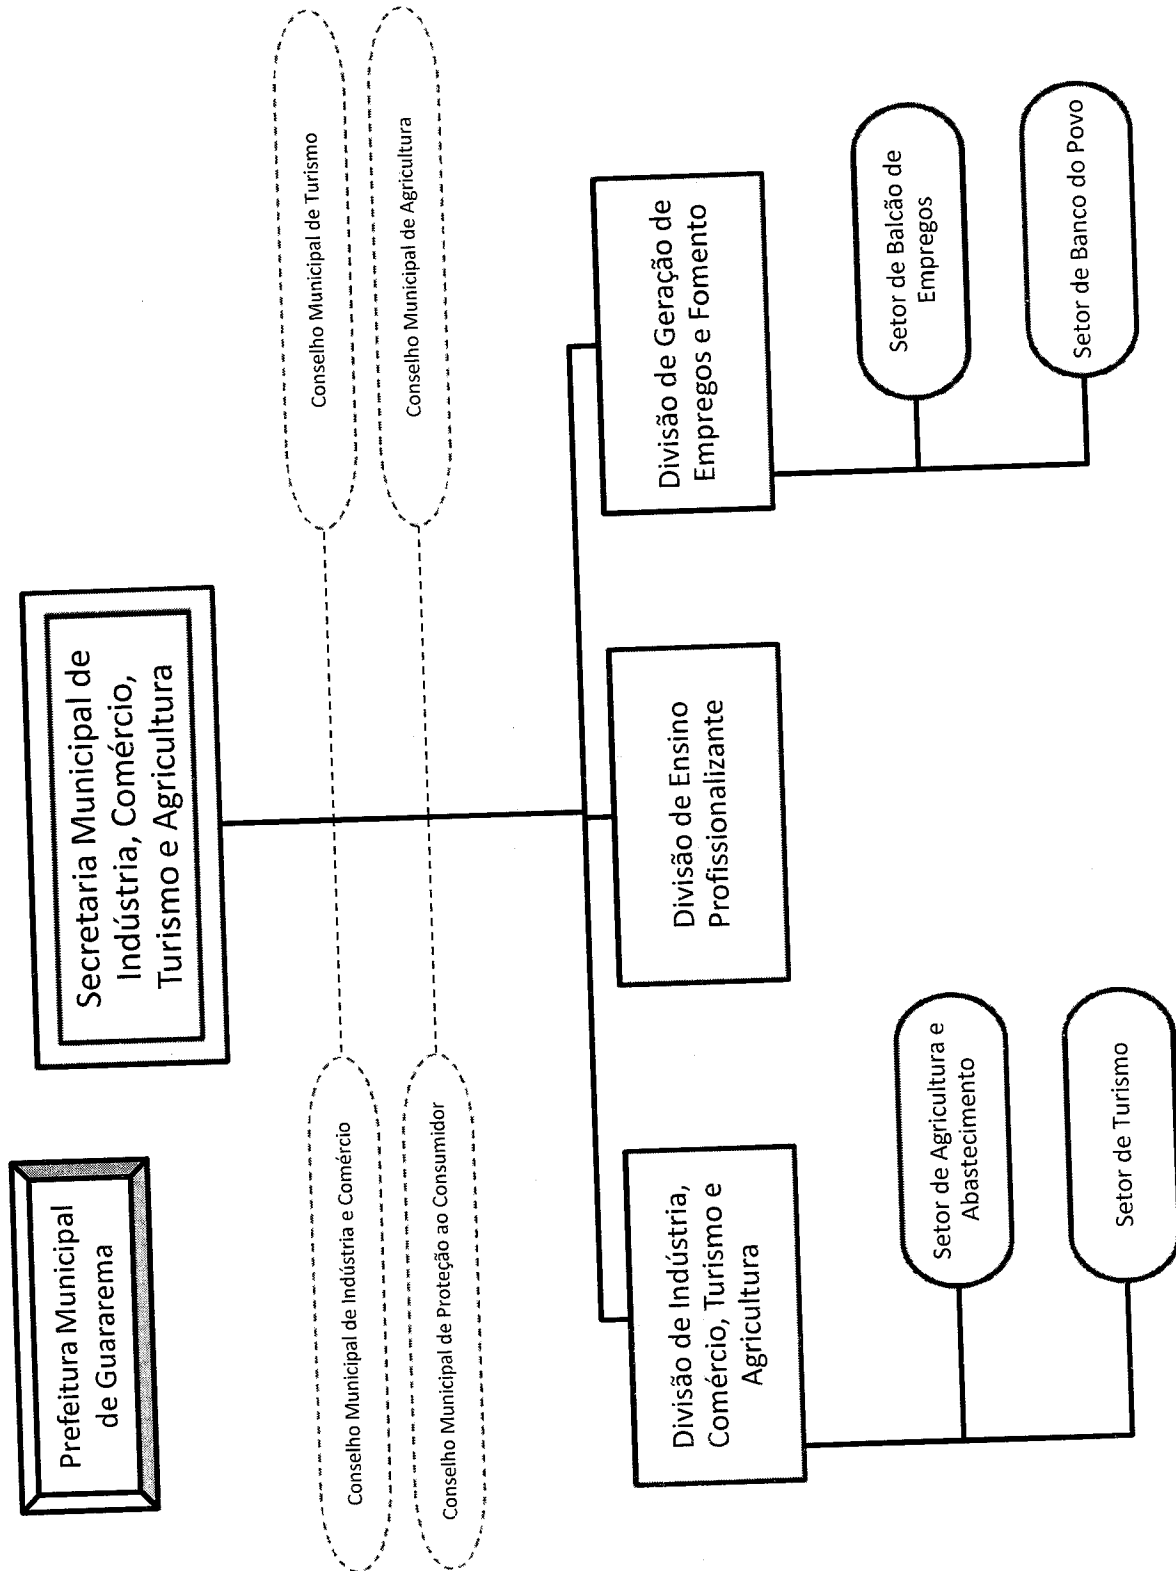 Prefeitura Municipal
de Guararema
Secretaria Municipal de
Indústria, Comércio,
Turismo e Agricultura
Conselho Municipal de Indústria e Comércio
Conselho Municipal de Turismo
Conselho Municipal de Proteção ao Consumidor
Conselho Municipal de Agricultura
Divisão de Indústria,
Comércio, Turismo e
Agricultura
Divisão de Ensino
Profissionalizante
Divisão de Geração de
Empregos e Fomento
Setor de Agricultura e
Abastecimento
Setor de Turismo
Setor de Balcão de
Empregos
Setor de Banco do Povo